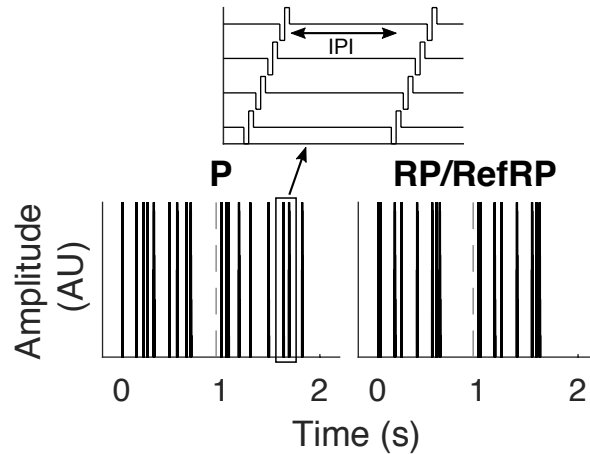 IPI
P RP/RefRP
Amplitude
(AU)
0 1 2 0 1 2
Time (s)